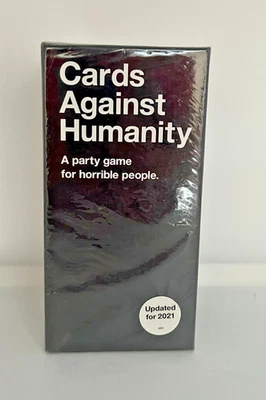 Cards
Against
Humanity
A party game
for horrible people.
Updated
for 2021